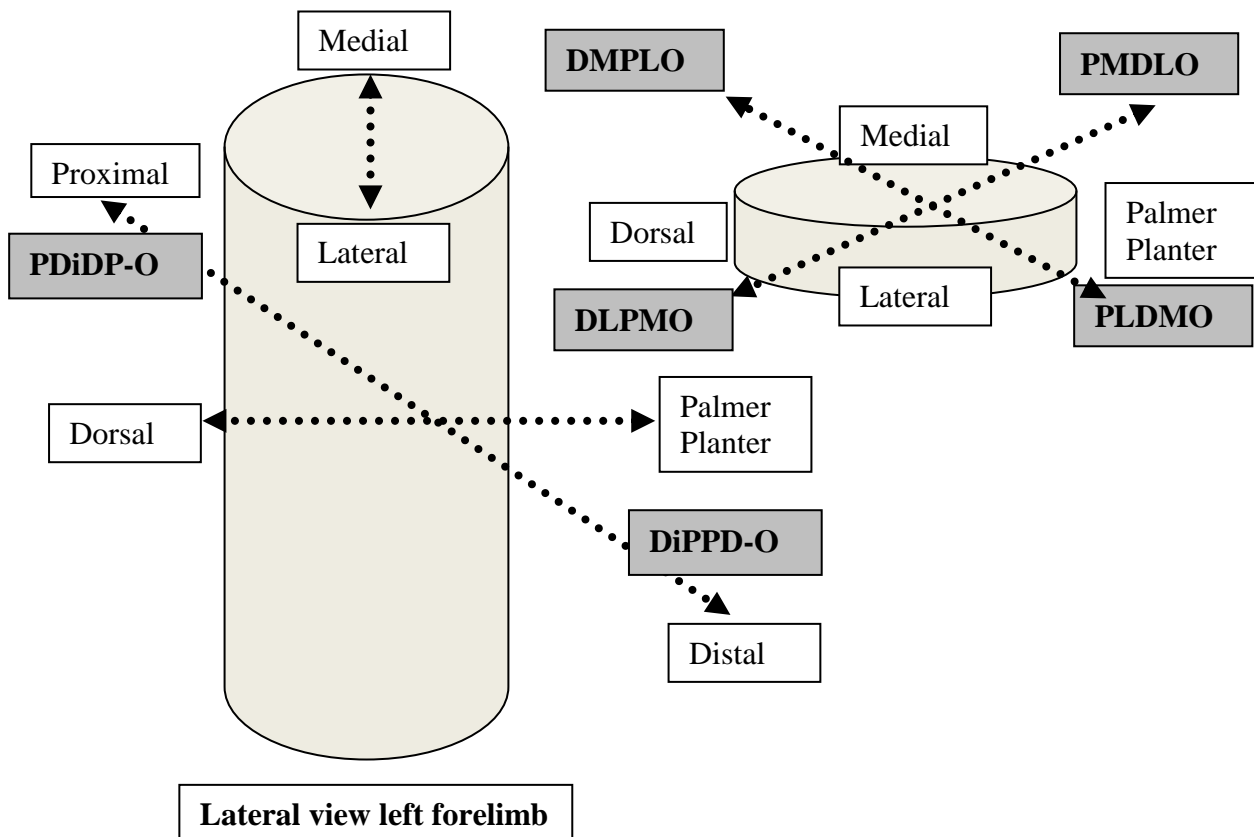 Medial
DMPLO
PMDLO
Medial
Proximal
Palmer
Planter
Dorsal
Lateral
PDiDP-O
Lateral
DLPMO
PLDMO
Dorsal
Palmer
Planter
DiPPD-O
Distal
Lateral view left forelimb